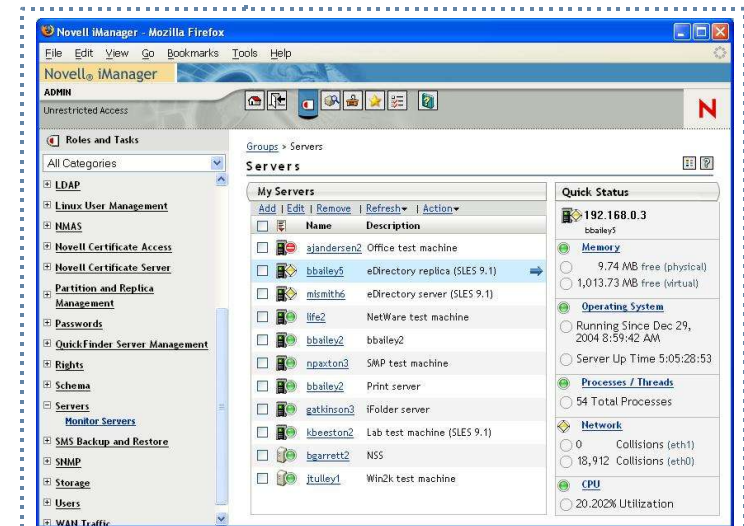 Novell iManager - Mozilla Firefox
File Edit View Go Bookmarks Tools Help
Novell® iManager
ADMIN
Unrestricted Access
N
Roles and Tasks
All Categories
LDAP
Linux User Management
NMAS
Novell Certificate Access
Novell Certificate Server
Partition and Replica
Management
Passwords
QuickFinder Server Management
Rights
Schema
Servers
Monitor Servers
SMS Backup and Restore
SNMP
Storage
Users
WAN Traffic
Groups > Servers
Servers
My Servers
Add | Edit | Remove | Refresh | Action
Name Description
ajandersen2 Office test machine
bbailey5 eDirectory replica (SLES 9.1)
mismith6 eDirectory server (SLES 9.1)
life2 NetWare test machine
bbailey2 bbailey2
npaxton3 SMP test machine
bbailey2 Print server
gatkinson3 iFolder server
kbeeston2 Lab test machine (SLES 9.1)
bgarrett2 NSS
jtulley1 Win2k test machine
Quick Status
192.168.0.3
bbailey5
Memory
9.74 MB free (physical)
1,013.73 MB free (virtual)
Operating System
Running Since Dec 29,
2004 8:59:42 AM
Server Up Time 5:05:28:53
Processes / Threads
54 Total Processes
Network
0 Collisions (eth1)
18,912 Collisions (eth0)
CPU
20.202% Utilization